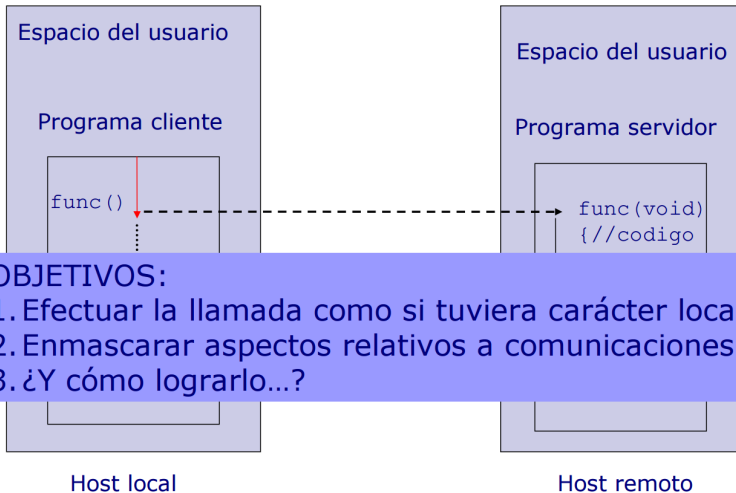 Espacio del usuario
Espacio del usuario
Programa cliente
Programa servidor
func()
func(void)
{//codigo
OBJETIVOS:
1.Efectuar la llamada como si tuviera carácter loca
2.Enmascarar aspectos relativos a comunicaciones
3.¿Y cómo lograrlo…?
Host local
Host remoto